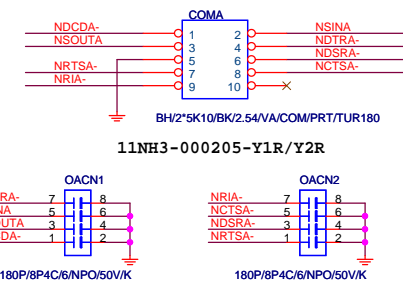 COMA
NDCDA- 1 2 NSINA
NSOUTA 3 4 NDTRA-
5 6 NDSRA-
NRTSA- 7 8 NCTSA-
NRIA- 9 10
BH/2*5K10/BK/2.54/VA/COM/PRT/TUR180
11NH3-000205-Y1R/Y2R
OACN1 OACN2
RA- 7 8 NRIA- 7 8
NA 5 6 NCTSA- 5 6
UTA 3 4 NDSRA- 3 4
DA- 1 2 NRTSA- 1 2
180P/8P4C/6/NPO/50V/K 180P/8P4C/6/NPO/50V/K